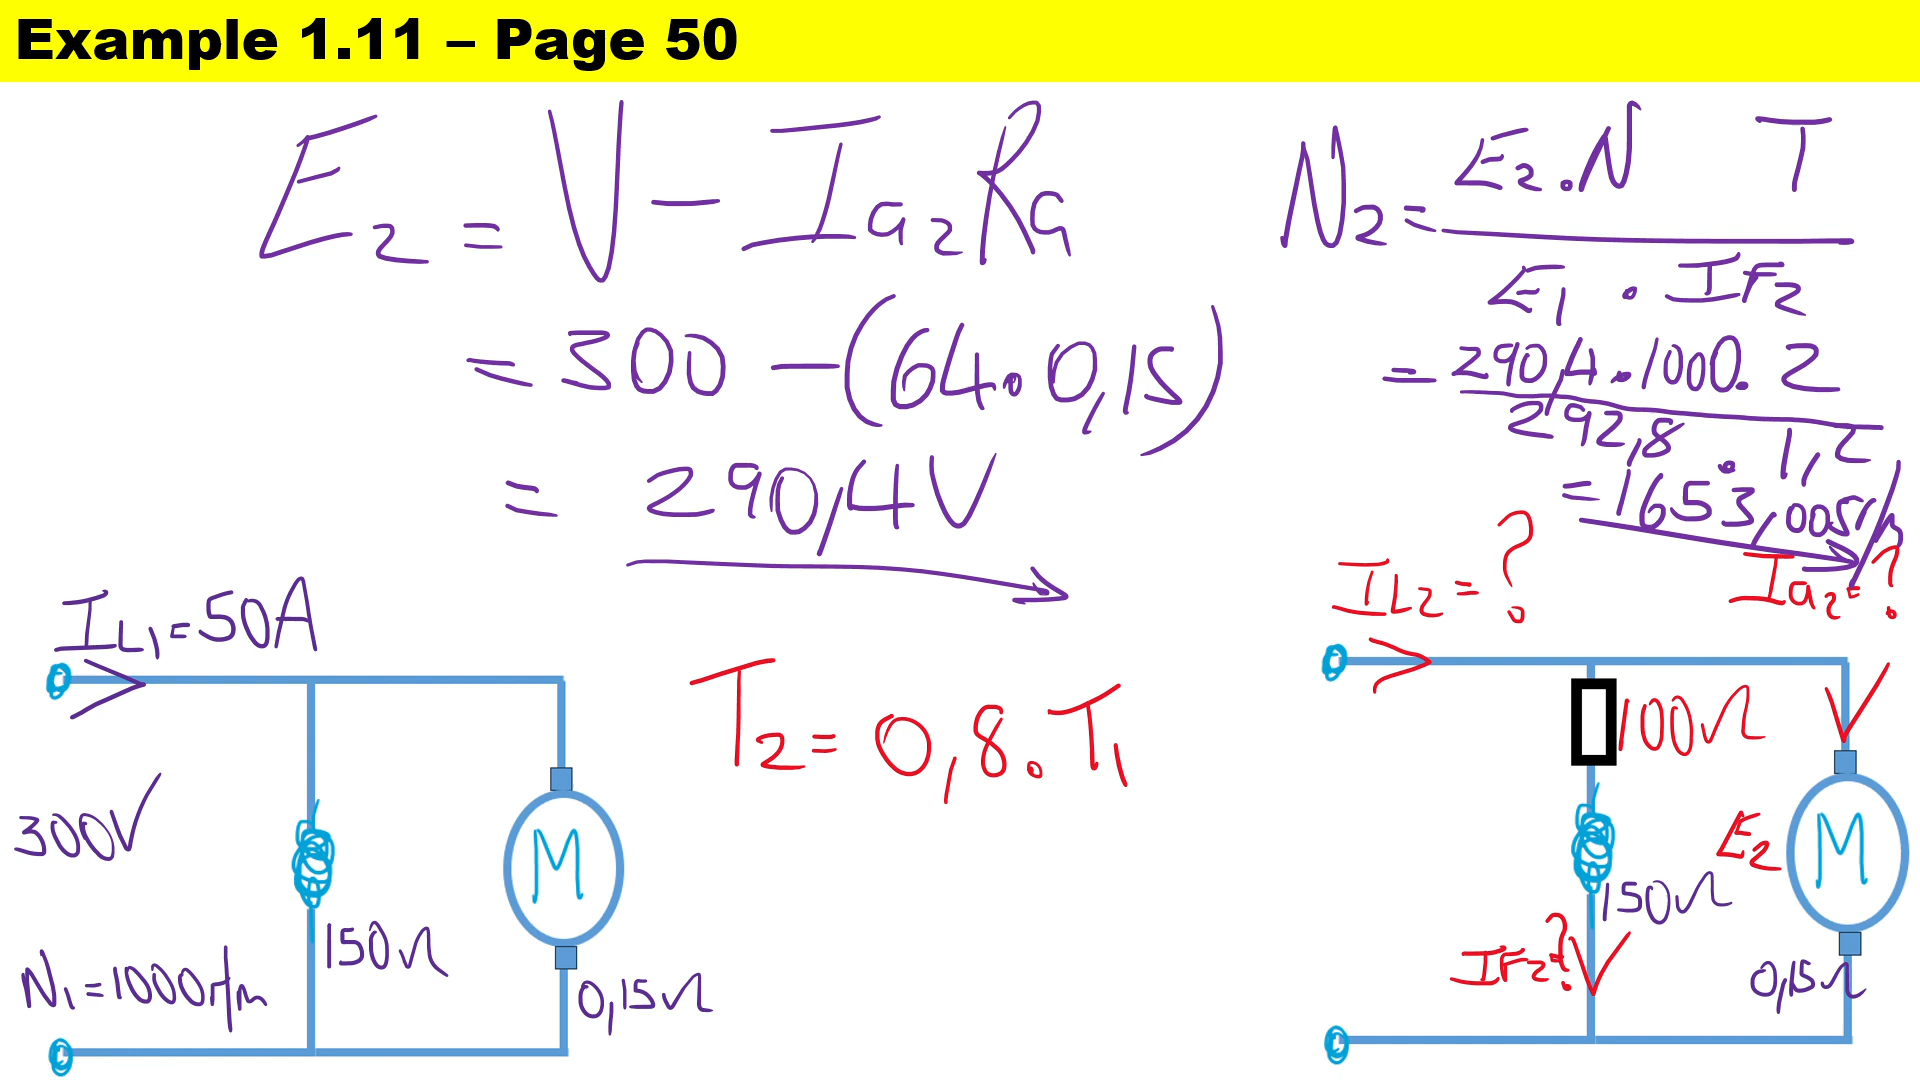 Example 1.11 – Page 50
E₂ = V − Ia₂Ra
= 300 − (64.0,15)
= 290,4V
N₂ = E₂.N I
E₁ . IF₂
= 290,4.1000.2
292,8 . 1,2
= 1653,005r/m
IL₁ = 50A
300V
N₁ = 1000r/m
150Ω
M
0,15Ω
T₂ = 0,8.T₁
IL₂ = ?
Ia₂ = ?
100Ω
E₂
M
150Ω
IF₂ = ?
0,15Ω